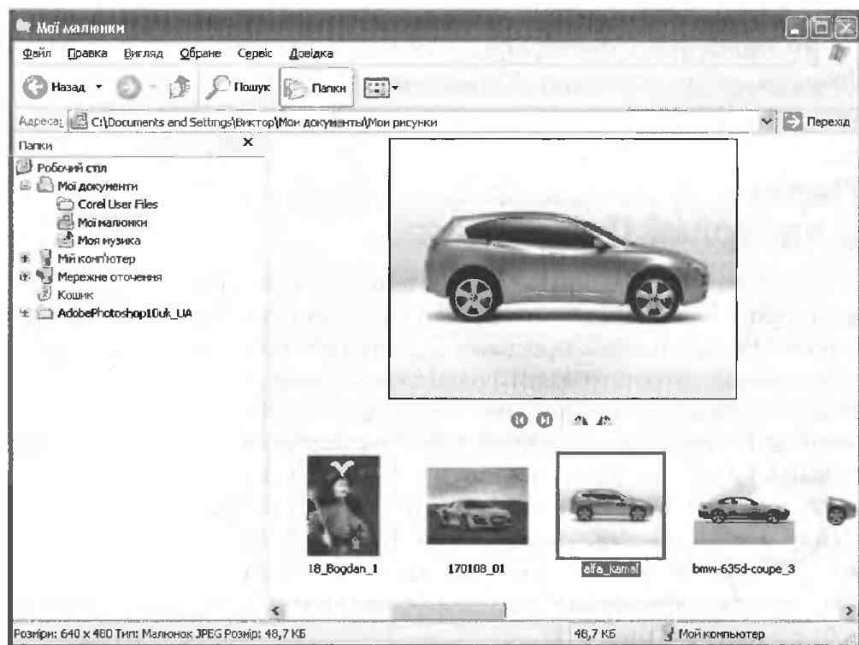 Мої малюнки
Файл Правка Вигляд Обране Сервіс Довідка
Назад Пошук Папки
Адреса: C:\Documents and Settings\Виктор\Мои документы\Мои рисунки Перехід
Папки X
Робочий стіл
Мої документи
Corel User Files
Мої малюнки
Моя музика
Мій комп'ютер
Мережне оточення
Кошик
AdobePhotoshop10uk_UA
18_Bogdan_1 170108_01 alfa_kamal bmw-635d-coupe_3
Розміри: 640 x 480 Тип: Малюнок JPEG Розмір: 48,7 КБ 48,7 КБ Мой компьютер